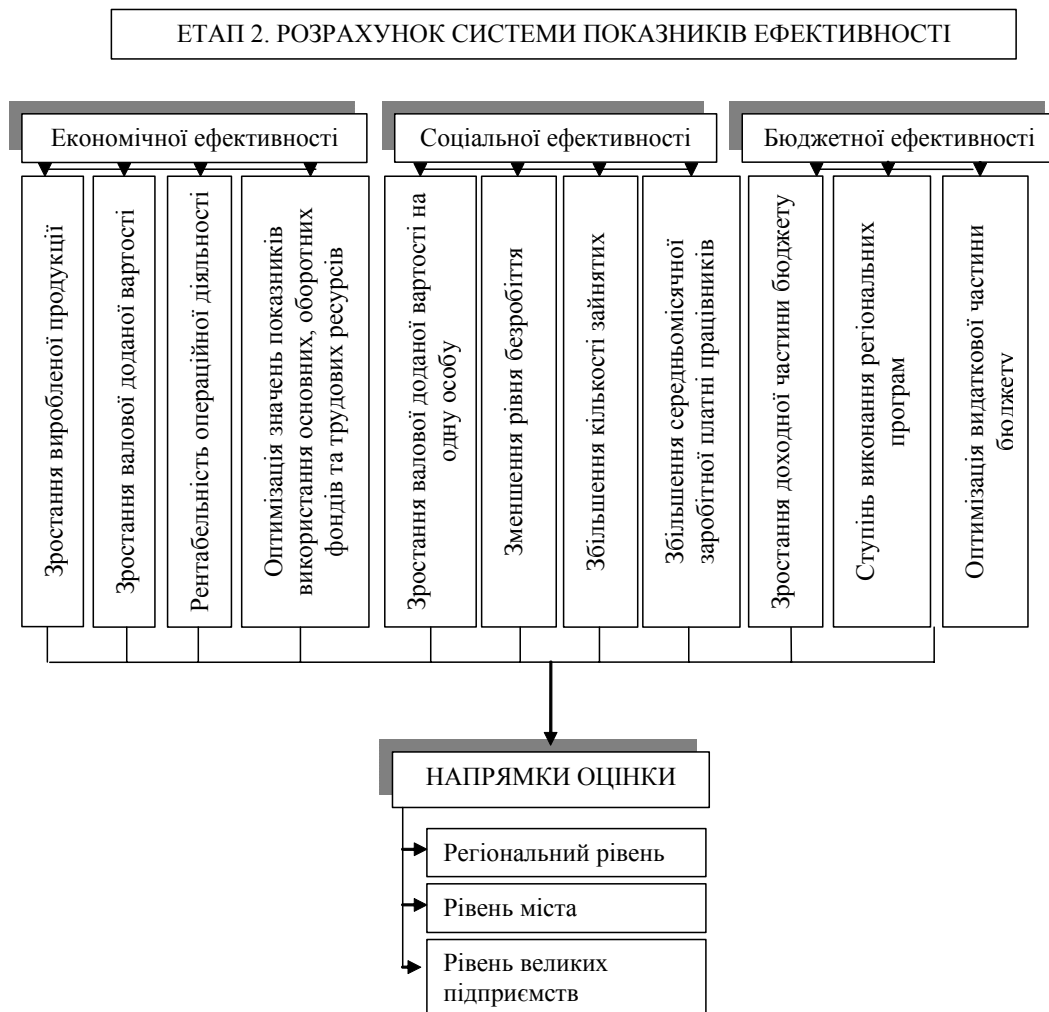 ЕТАП 2. РОЗРАХУНОК СИСТЕМИ ПОКАЗНИКІВ ЕФЕКТИВНОСТІ
Економічної ефективності
Соціальної ефективності
Бюджетної ефективності
Зростання виробленої продукції
Зростання валової доданої вартості
Рентабельність операційної діяльності
Оптимізація значень показників
використання основних, оборотних
фондів та трудових ресурсів
Зростання валової доданої вартості на
одну особу
Зменшення рівня безробіття
Збільшення кількості зайнятих
Збільшення середньомісячної
заробітної платні працівників
Зростання доходної частини бюджету
Ступінь виконання регіональних
програм
Оптимізація видаткової частини
бюджету
НАПРЯМКИ ОЦІНКИ
Регіональний рівень
Рівень міста
Рівень великих
підприємств